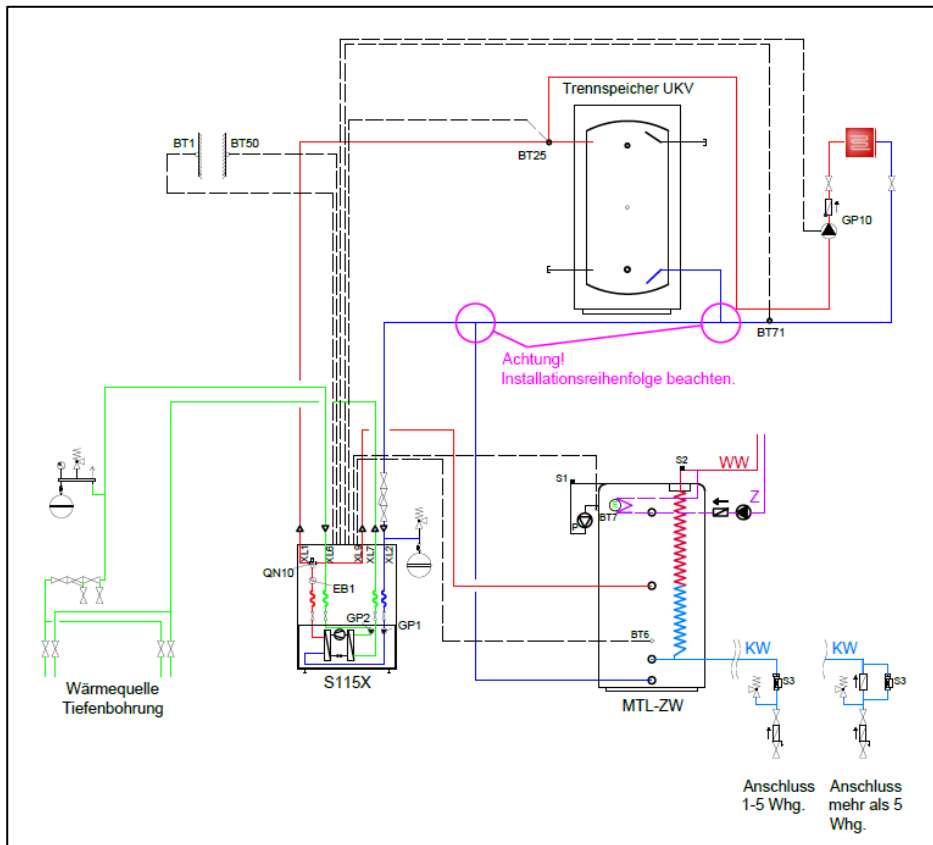 Trennspeicher UKV
BT1
BT50
BT25
GP10
BT71
Achtung!
Installationsreihenfolge beachten.
S2
WW
S1
Z
P
BT7
XL1
XL6
XL9
XL7
XL2
QN10
EB1
GP2
GP1
BT6
S115X
KW
KW
S3
S3
Wärmequelle
Tiefenbohrung
MTL-ZW
Anschluss
1-5 Whg.
Anschluss
mehr als 5
Whg.